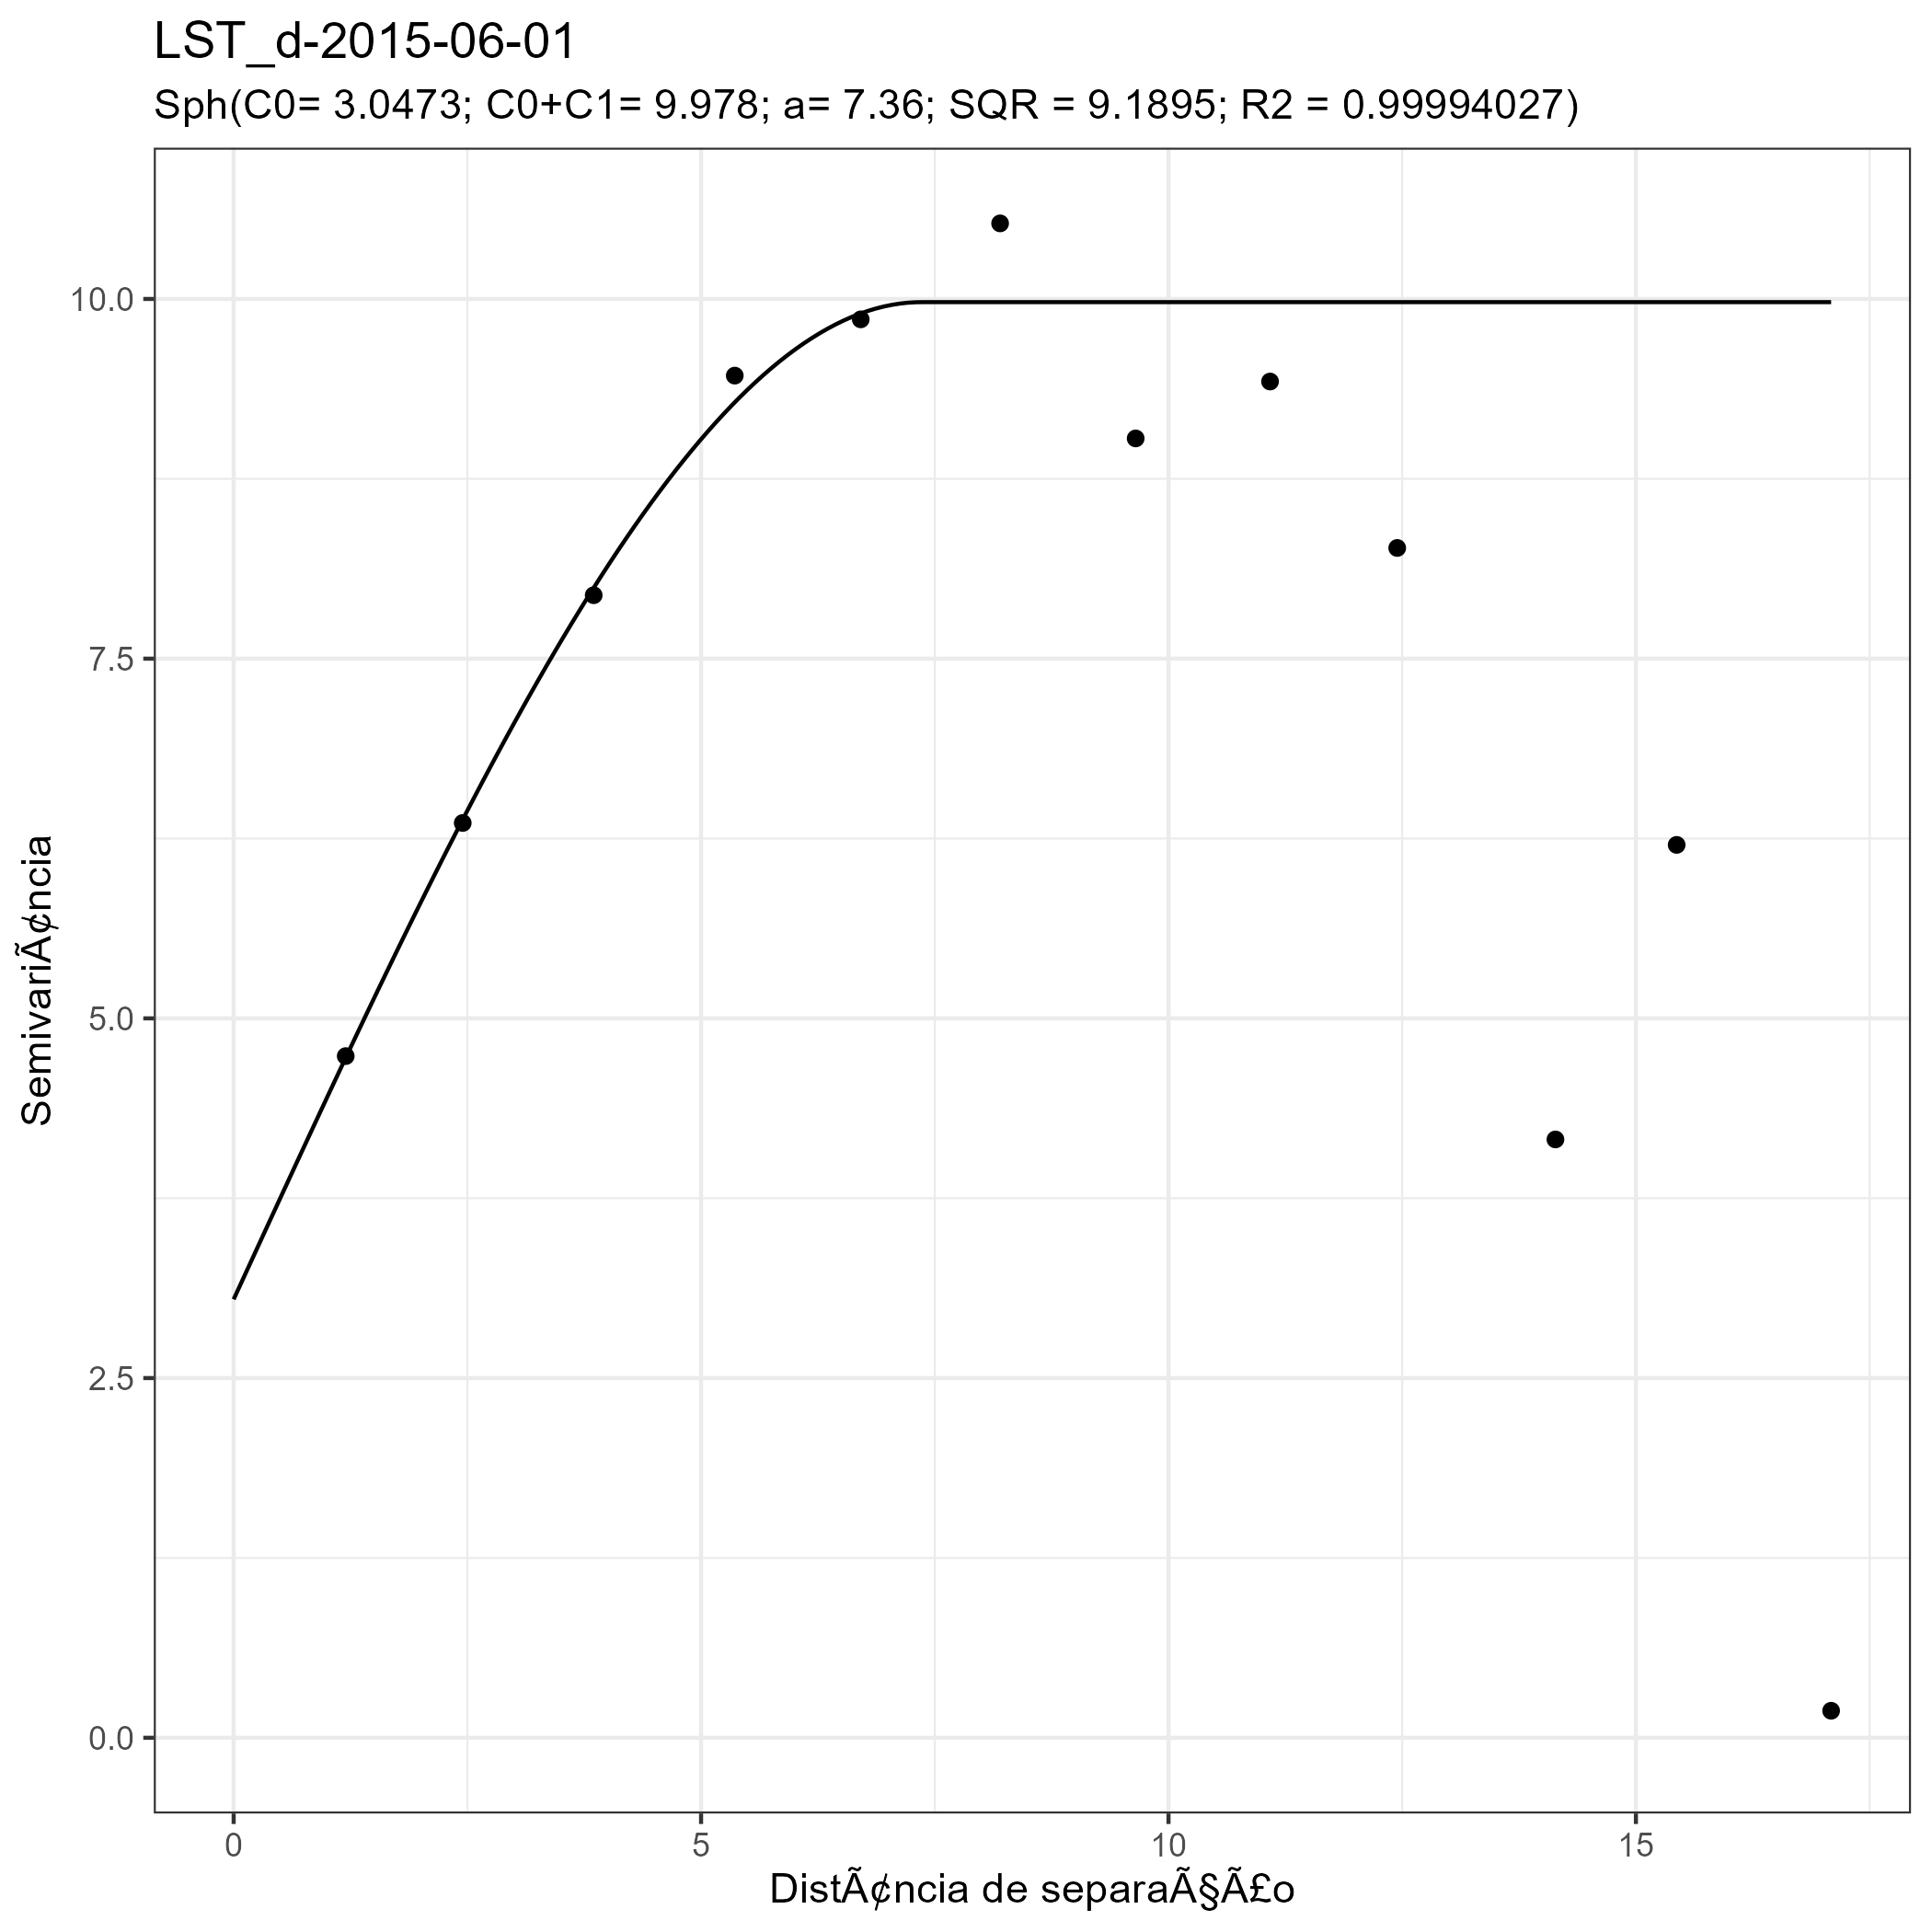 LST_d-2015-06-01
Sph(C0= 3.0473; C0+C1= 9.978; a= 7.36; SQR = 9.1895; R2 = 0.99994027)
10.0
7.5
5.0
2.5
0.0
SemivariÃ¢ncia
0
5
10
15
DistÃ¢ncia de separaÃ§Ã£o